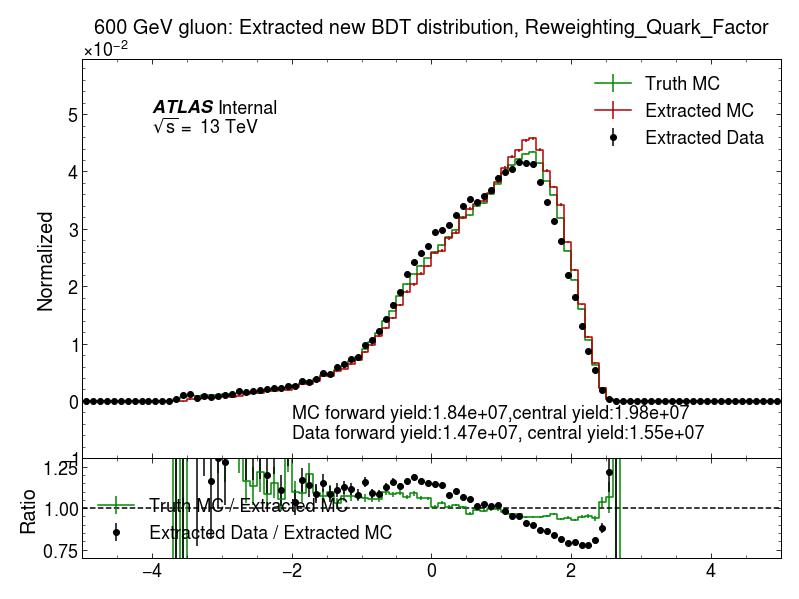 600 GeV gluon: Extracted new BDT distribution, Reweighting_Quark_Factor
×10⁻²
ATLAS Internal
√s = 13 TeV
Truth MC
Extracted MC
Extracted Data
Normalized
5
4
3
2
1
0
MC forward yield:1.84e+07,central yield:1.98e+07
Data forward yield:1.47e+07, central yield:1.55e+07
1
Ratio
1.25
1.00
0.75
Truth MC / Extracted MC
Extracted Data / Extracted MC
−4 −2 0 2 4